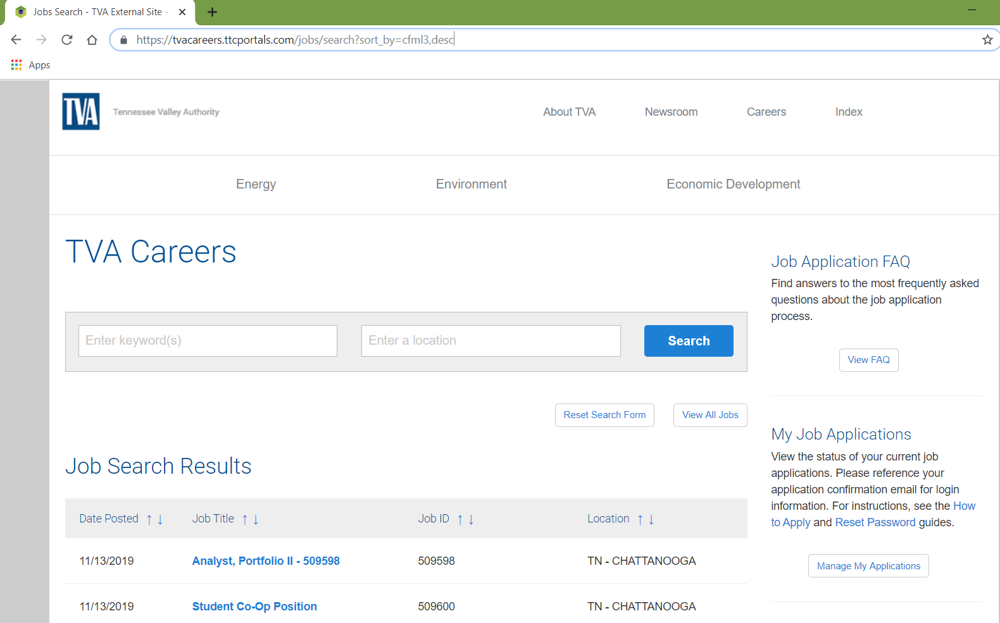 Jobs Search - TVA External Site -
https://tvacareers.ttcportals.com/jobs/search?sort_by=cfml3,desc
Apps
TVA Tennessee Valley Authority
About TVA Newsroom Careers Index
Energy Environment Economic Development
TVA Careers
Enter keyword(s) Enter a location Search
Reset Search Form View All Jobs
Job Search Results
Date Posted ↑ ↓ Job Title ↑ ↓ Job ID ↑ ↓ Location ↑ ↓
11/13/2019 Analyst, Portfolio II - 509598 509598 TN - CHATTANOOGA
11/13/2019 Student Co-Op Position 509600 TN - CHATTANOOGA
Job Application FAQ
Find answers to the most frequently asked
questions about the job application
process.
View FAQ
My Job Applications
View the status of your current job
applications. Please reference your
application confirmation email for login
information. For instructions, see the How
to Apply and Reset Password guides.
Manage My Applications